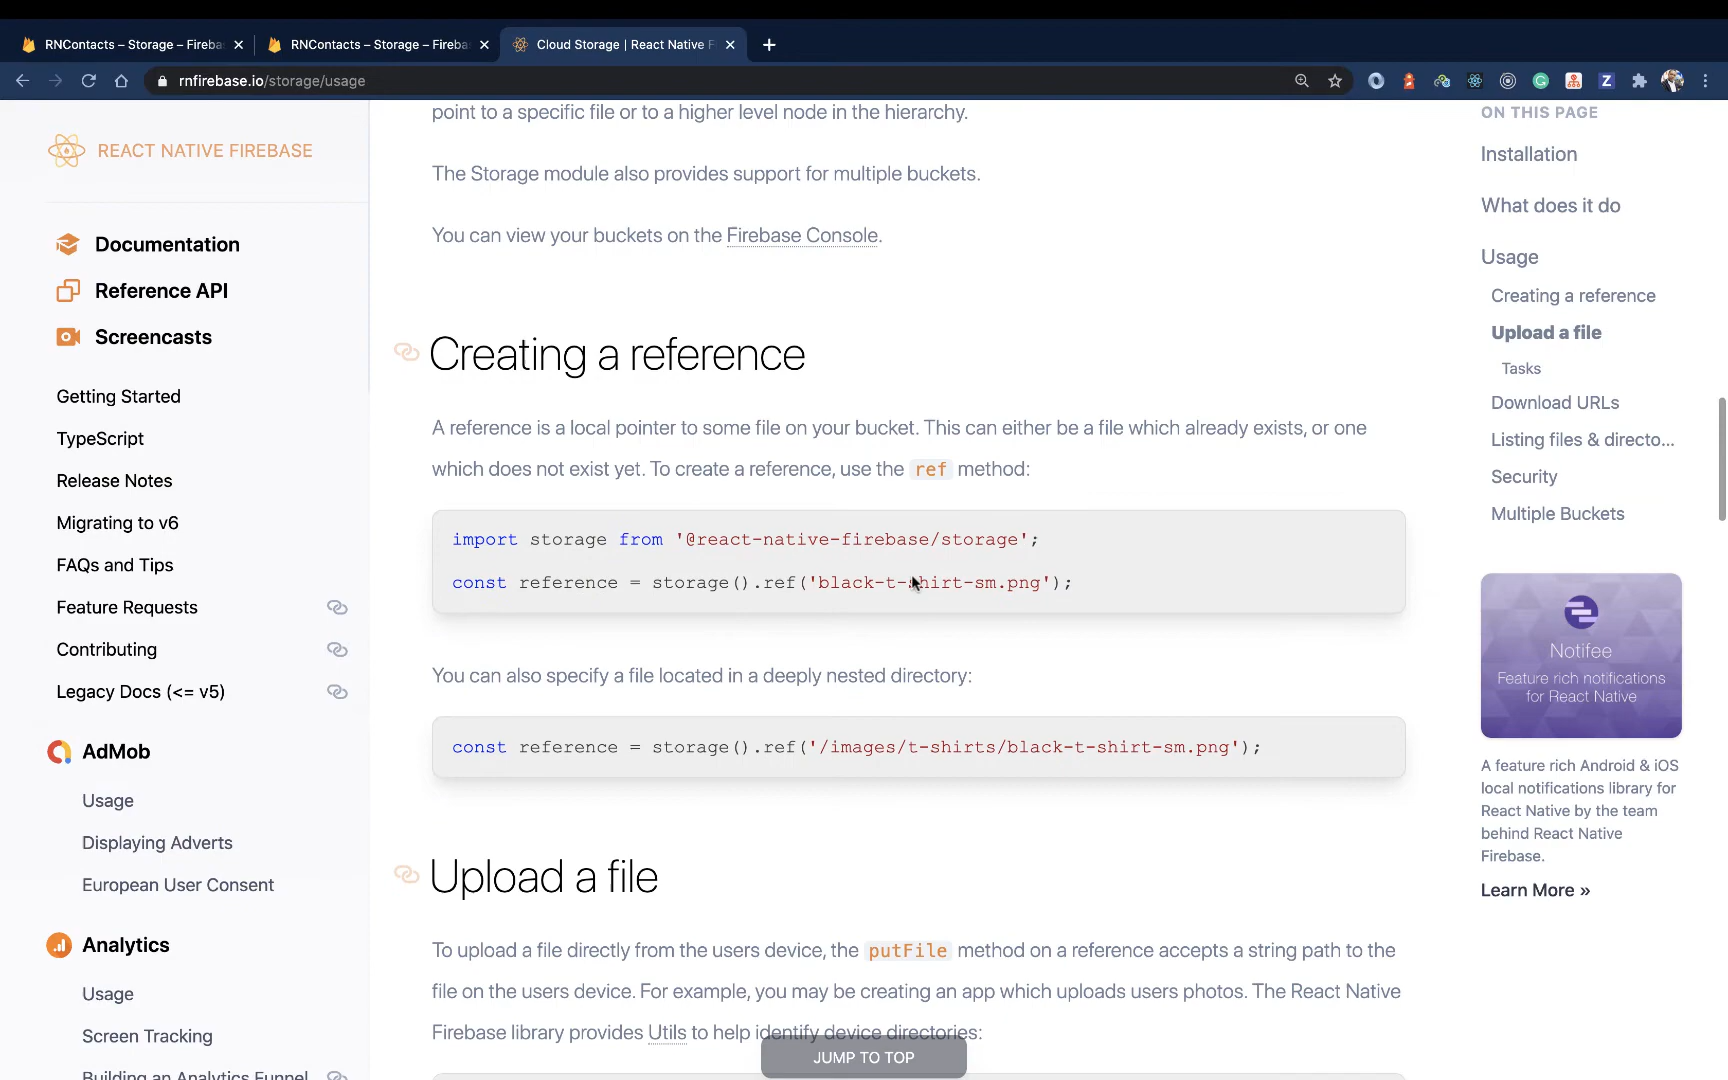 RNContacts – Storage – Fireba
RNContacts – Storage – Fireba
Cloud Storage | React Native F
rnfirebase.io/storage/usage
REACT NATIVE FIREBASE
Documentation
Reference API
Screencasts
Getting Started
TypeScript
Release Notes
Migrating to v6
FAQs and Tips
Feature Requests
Contributing
Legacy Docs (<= v5)
AdMob
Usage
Displaying Adverts
European User Consent
Analytics
Usage
Screen Tracking
Building an Analytics Funnel
point to a specific file or to a higher level node in the hierarchy.
The Storage module also provides support for multiple buckets.
You can view your buckets on the Firebase Console.
Creating a reference
A reference is a local pointer to some file on your bucket. This can either be a file which already exists, or one
which does not exist yet. To create a reference, use the ref method:
import storage from '@react-native-firebase/storage';
const reference = storage().ref('black-t-shirt-sm.png');
You can also specify a file located in a deeply nested directory:
const reference = storage().ref('/images/t-shirts/black-t-shirt-sm.png');
Upload a file
To upload a file directly from the users device, the putFile method on a reference accepts a string path to the
file on the users device. For example, you may be creating an app which uploads users photos. The React Native
Firebase library provides Utils to help identify device directories:
JUMP TO TOP
ON THIS PAGE
Installation
What does it do
Usage
Creating a reference
Upload a file
Tasks
Download URLs
Listing files & directo...
Security
Multiple Buckets
Notifee
Feature rich notifications
for React Native
A feature rich Android & iOS
local notifications library for
React Native by the team
behind React Native
Firebase.
Learn More »